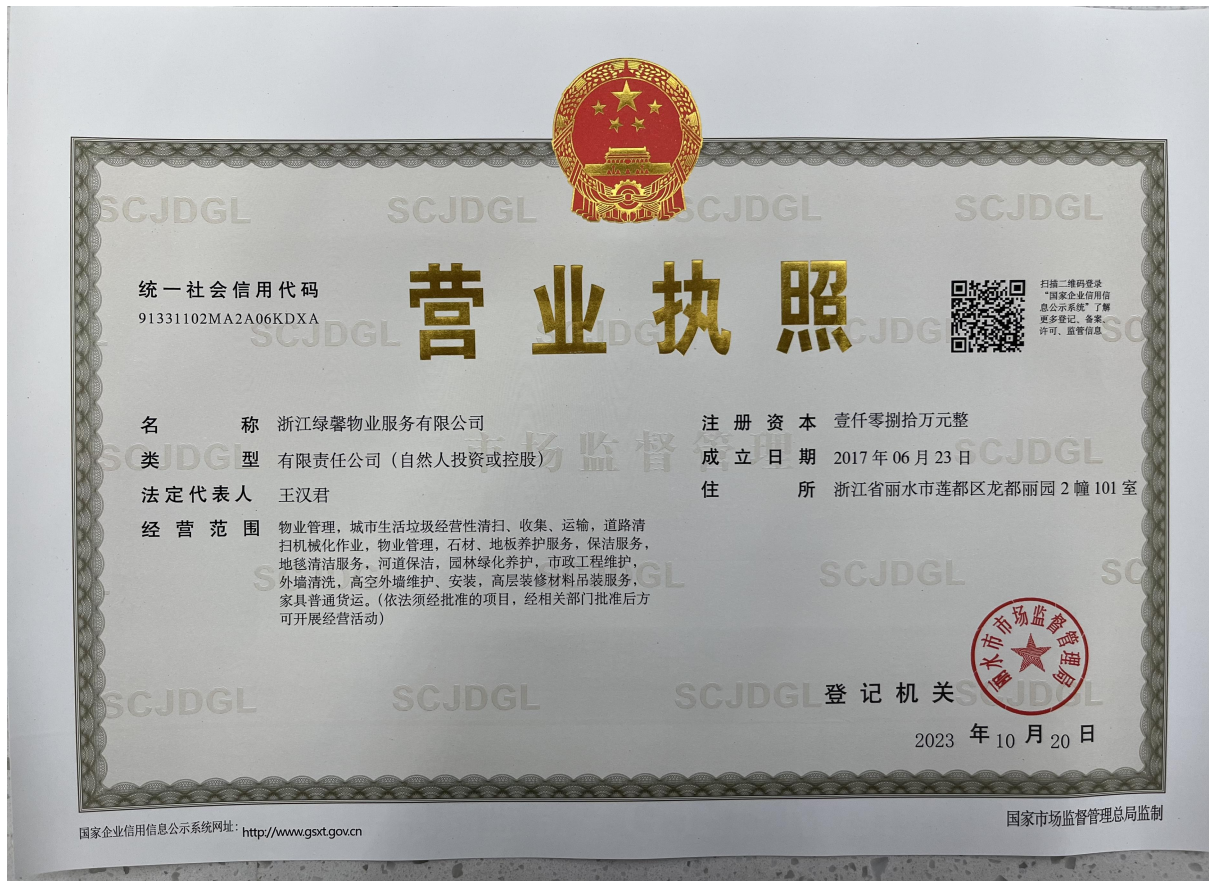 营业执照
统一社会信用代码
91331102MA2A06KDXA
扫描二维码登录
“国家企业信用信
息公示系统”了解
更多登记、备案、
许可、监管信息
名称 浙江绿馨物业服务有限公司
类型 有限责任公司（自然人投资或控股）
法定代表人 王汉君
经营范围 物业管理，城市生活垃圾经营性清扫、收集、运输，道路清
扫机械化作业，物业管理，石材、地板养护服务，保洁服务，
地毯清洁服务，河道保洁，园林绿化养护，市政工程维护，
外墙清洗，高空外墙维护、安装，高层装修材料吊装服务，
家具普通货运。（依法须经批准的项目，经相关部门批准后方
可开展经营活动）
注册资本 壹仟零捌拾万元整
成立日期 2017年06月23日
住所 浙江省丽水市莲都区龙都丽园2幢101室
登记机关
丽水市市场监督管理局
2023年10月20日
国家企业信用信息公示系统网址：http://www.gsxt.gov.cn
国家市场监督管理总局监制
SCJDGL
市场监督管理